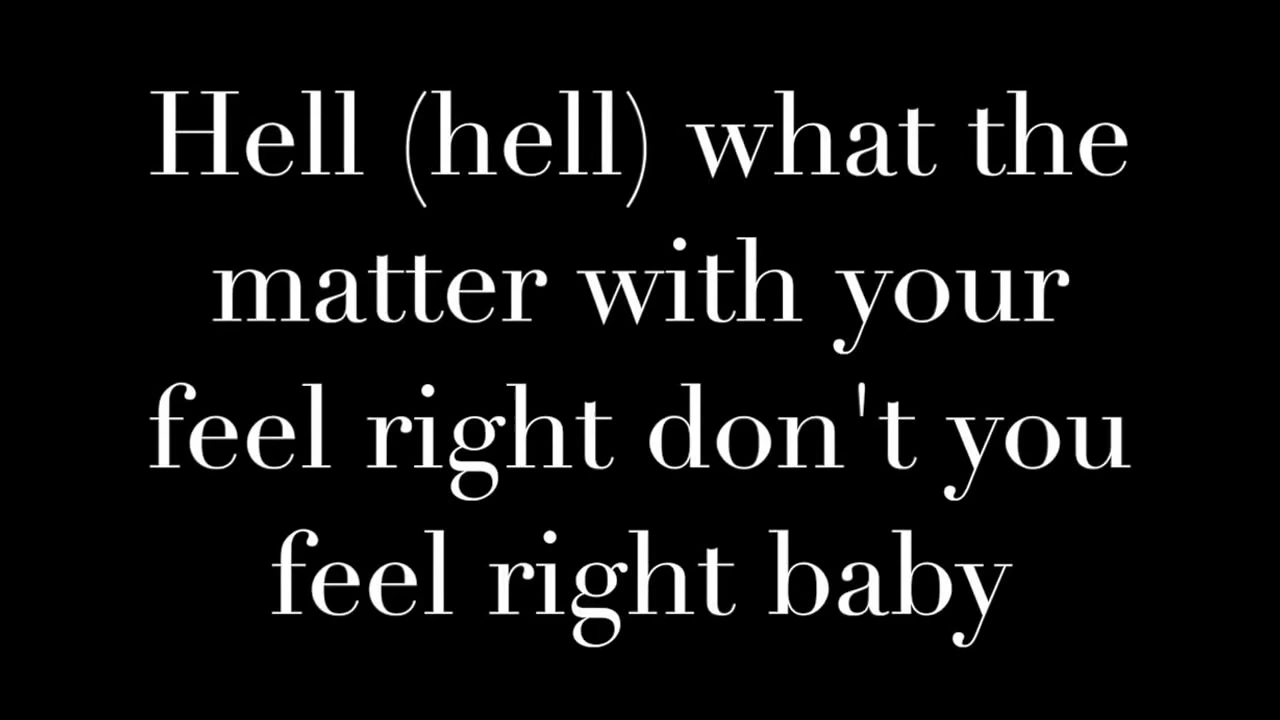 Hell (hell) what the
matter with your
feel right don't you
feel right baby